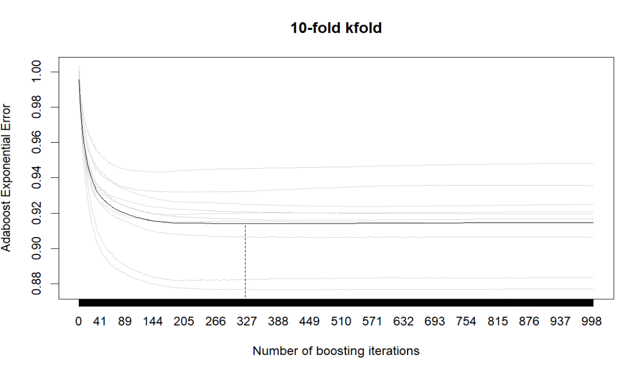 10-fold kfold
Adaboost Exponential Error
1.00
0.98
0.96
0.94
0.92
0.90
0.88
0 41 89 144 205 266 327 388 449 510 571 632 693 754 815 876 937 998
Number of boosting iterations